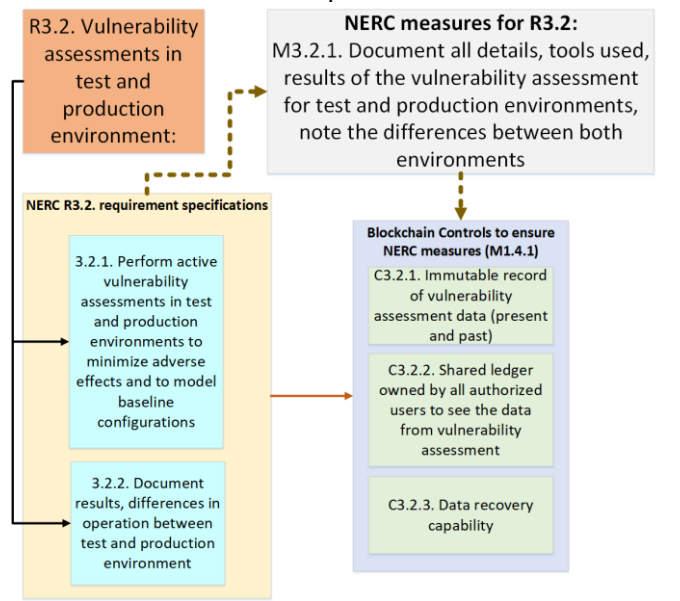 R3.2. Vulnerability
assessments in
test and
production
environment:
NERC measures for R3.2:
M3.2.1. Document all details, tools used,
results of the vulnerability assessment
for test and production environments,
note the differences between both
environments
NERC R3.2. requirement specifications
3.2.1. Perform active
vulnerability
assessments in test
and production
environments to
minimize adverse
effects and to model
baseline
configurations
3.2.2. Document
results, differences in
operation between
test and production
environment
Blockchain Controls to ensure
NERC measures (M1.4.1)
C3.2.1. Immutable record
of vulnerability
assessment data (present
and past)
C3.2.2. Shared ledger
owned by all authorized
users to see the data
from vulnerability
assessment
C3.2.3. Data recovery
capability